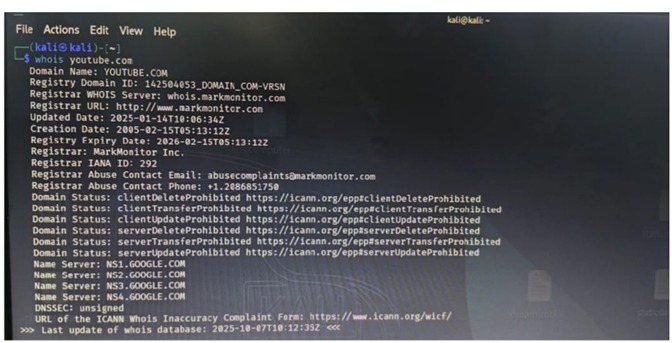 kali@kali: ~
File Actions Edit View Help
(kali㉿kali)-[~]
$ whois youtube.com
Domain Name: YOUTUBE.COM
Registry Domain ID: 142504053_DOMAIN_COM-VRSN
Registrar WHOIS Server: whois.markmonitor.com
Registrar URL: http://www.markmonitor.com
Updated Date: 2025-01-14T10:06:34Z
Creation Date: 2005-02-15T05:13:12Z
Registry Expiry Date: 2026-02-15T05:13:12Z
Registrar: MarkMonitor Inc.
Registrar IANA ID: 292
Registrar Abuse Contact Email: abusecomplaints@markmonitor.com
Registrar Abuse Contact Phone: +1.2086851750
Domain Status: clientDeleteProhibited https://icann.org/epp#clientDeleteProhibited
Domain Status: clientTransferProhibited https://icann.org/epp#clientTransferProhibited
Domain Status: clientUpdateProhibited https://icann.org/epp#clientUpdateProhibited
Domain Status: serverDeleteProhibited https://icann.org/epp#serverDeleteProhibited
Domain Status: serverTransferProhibited https://icann.org/epp#serverTransferProhibited
Domain Status: serverUpdateProhibited https://icann.org/epp#serverUpdateProhibited
Name Server: NS1.GOOGLE.COM
Name Server: NS2.GOOGLE.COM
Name Server: NS3.GOOGLE.COM
Name Server: NS4.GOOGLE.COM
DNSSEC: unsigned
URL of the ICANN Whois Inaccuracy Complaint Form: https://www.icann.org/wicf/
>>> Last update of whois database: 2025-10-07T10:12:35Z <<<